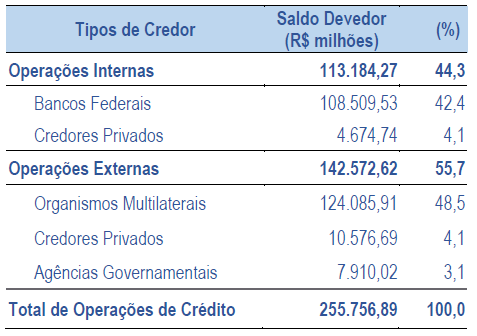 Tipos de Credor Saldo Devedor (R$ milhões) (%)
Operações Internas 113.184,27 44,3
Bancos Federais 108.509,53 42,4
Credores Privados 4.674,74 4,1
Operações Externas 142.572,62 55,7
Organismos Multilaterais 124.085,91 48,5
Credores Privados 10.576,69 4,1
Agências Governamentais 7.910,02 3,1
Total de Operações de Crédito 255.756,89 100,0